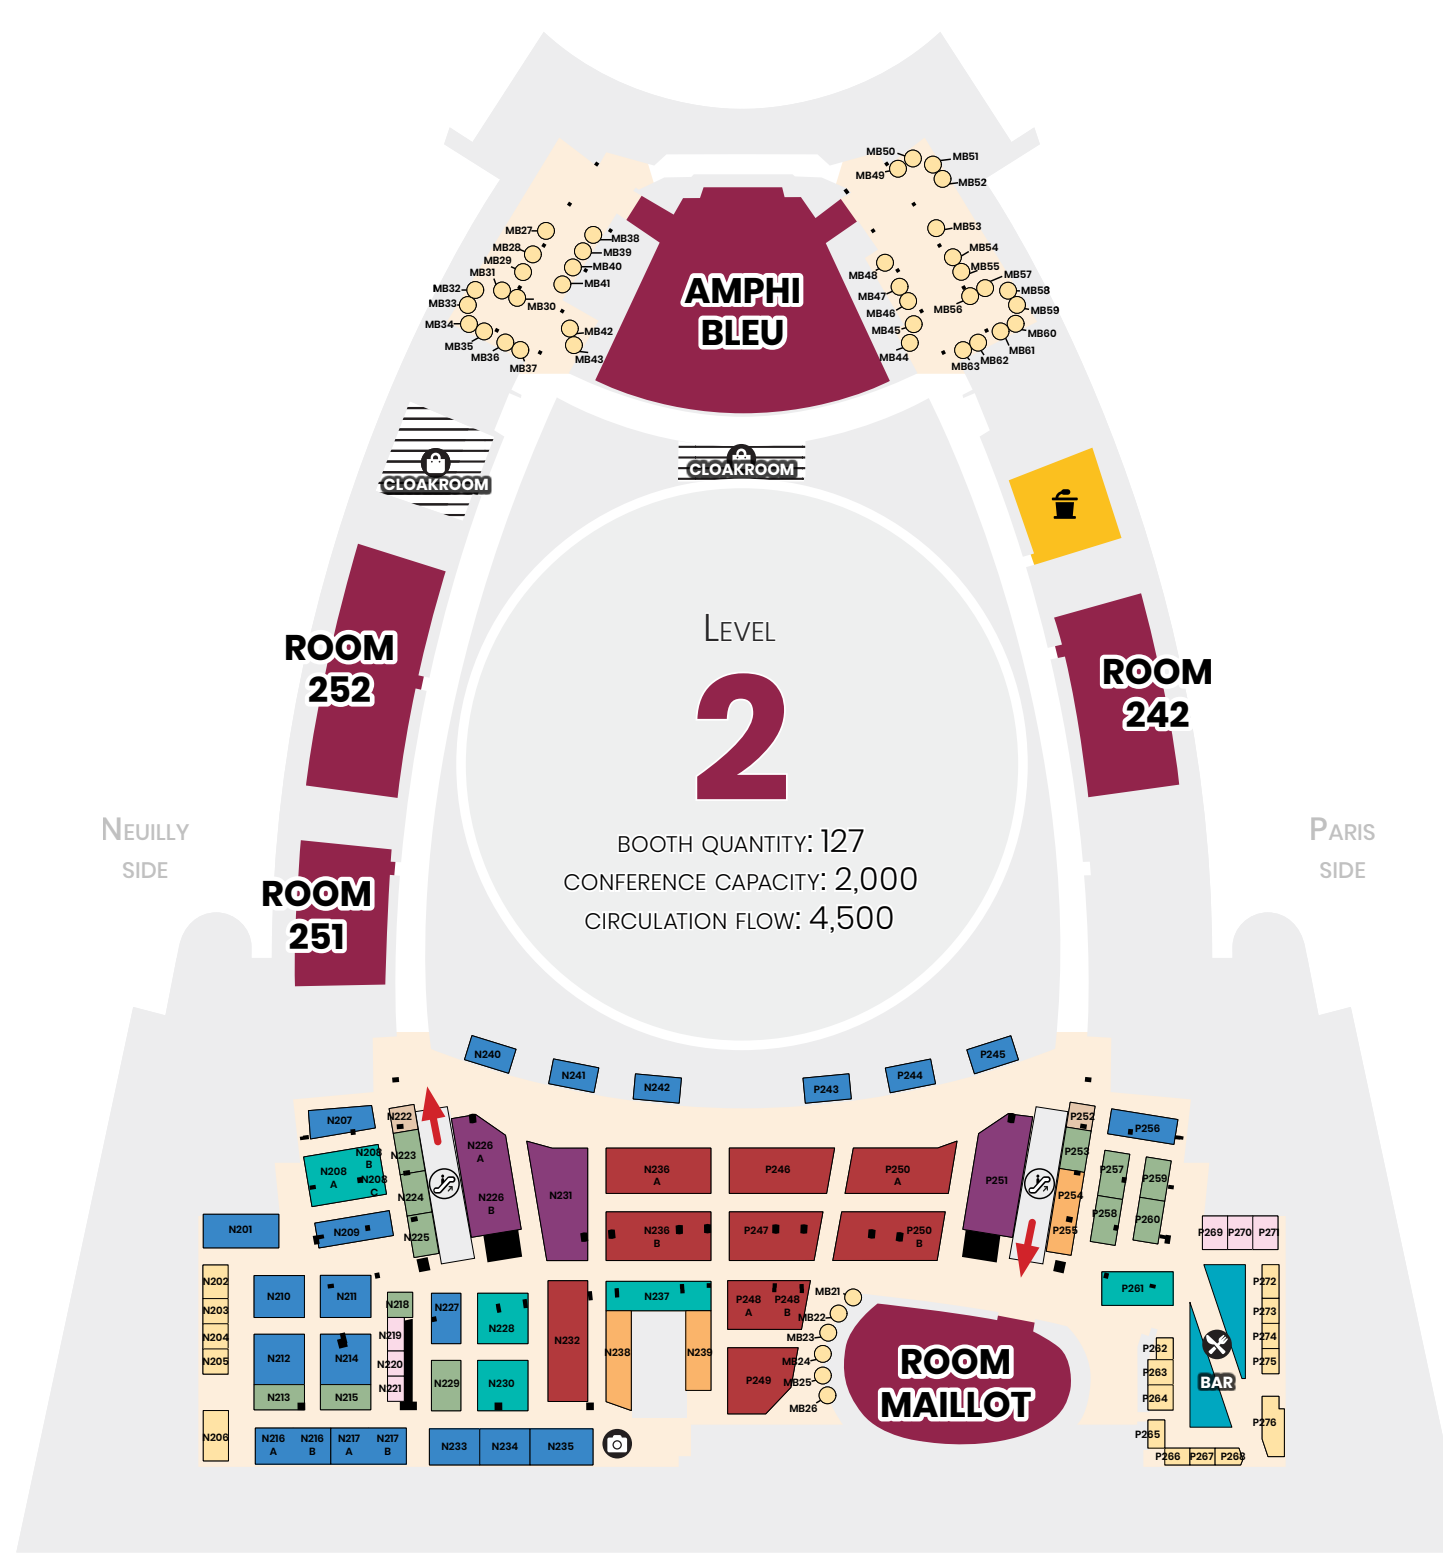 MB50
MB51
MB49
MB52
MB27
MB38
MB53
MB28
MB39
MB54
MB29
MB40
MB55
MB31
MB41
MB48
MB57
MB32
MB30
MB47
MB58
MB33
MB46
MB56
MB59
MB34
MB42
MB45
MB60
MB35
MB36
MB43
MB44
MB61
MB37
MB62
MB63
AMPHI
BLEU
CLOAKROOM
CLOAKROOM
ROOM
252
LEVEL
2
ROOM
242
BOOTH QUANTITY: 127
CONFERENCE CAPACITY: 2,000
CIRCULATION FLOW: 4,500
NEUILLY
SIDE
PARIS
SIDE
ROOM
251
N240
N241
N242
P243
P244
P245
N207
N222
N226
A
P252
P256
N208
B
N208
A
N208
C
N223
P253
N224
N226
B
N231
N236
A
P246
P250
A
P251
P254
P257
P259
N201
N209
N225
N236
B
P247
P250
B
P255
P258
P260
P269
P270
P271
N202
N210
N211
N218
N227
N228
N232
N237
P248
A
P248
B
MB21
P261
P272
N203
MB22
P273
N204
N219
MB23
P274
N205
N212
N214
N220
N238
N239
MB24
P262
P275
N213
N215
N221
N229
N230
P249
MB25
P263
MB26
P264
ROOM
MAILLOT
BAR
N206
N216
A
N216
B
N217
A
N217
B
N233
N234
N235
P265
P276
P266
P267
P268